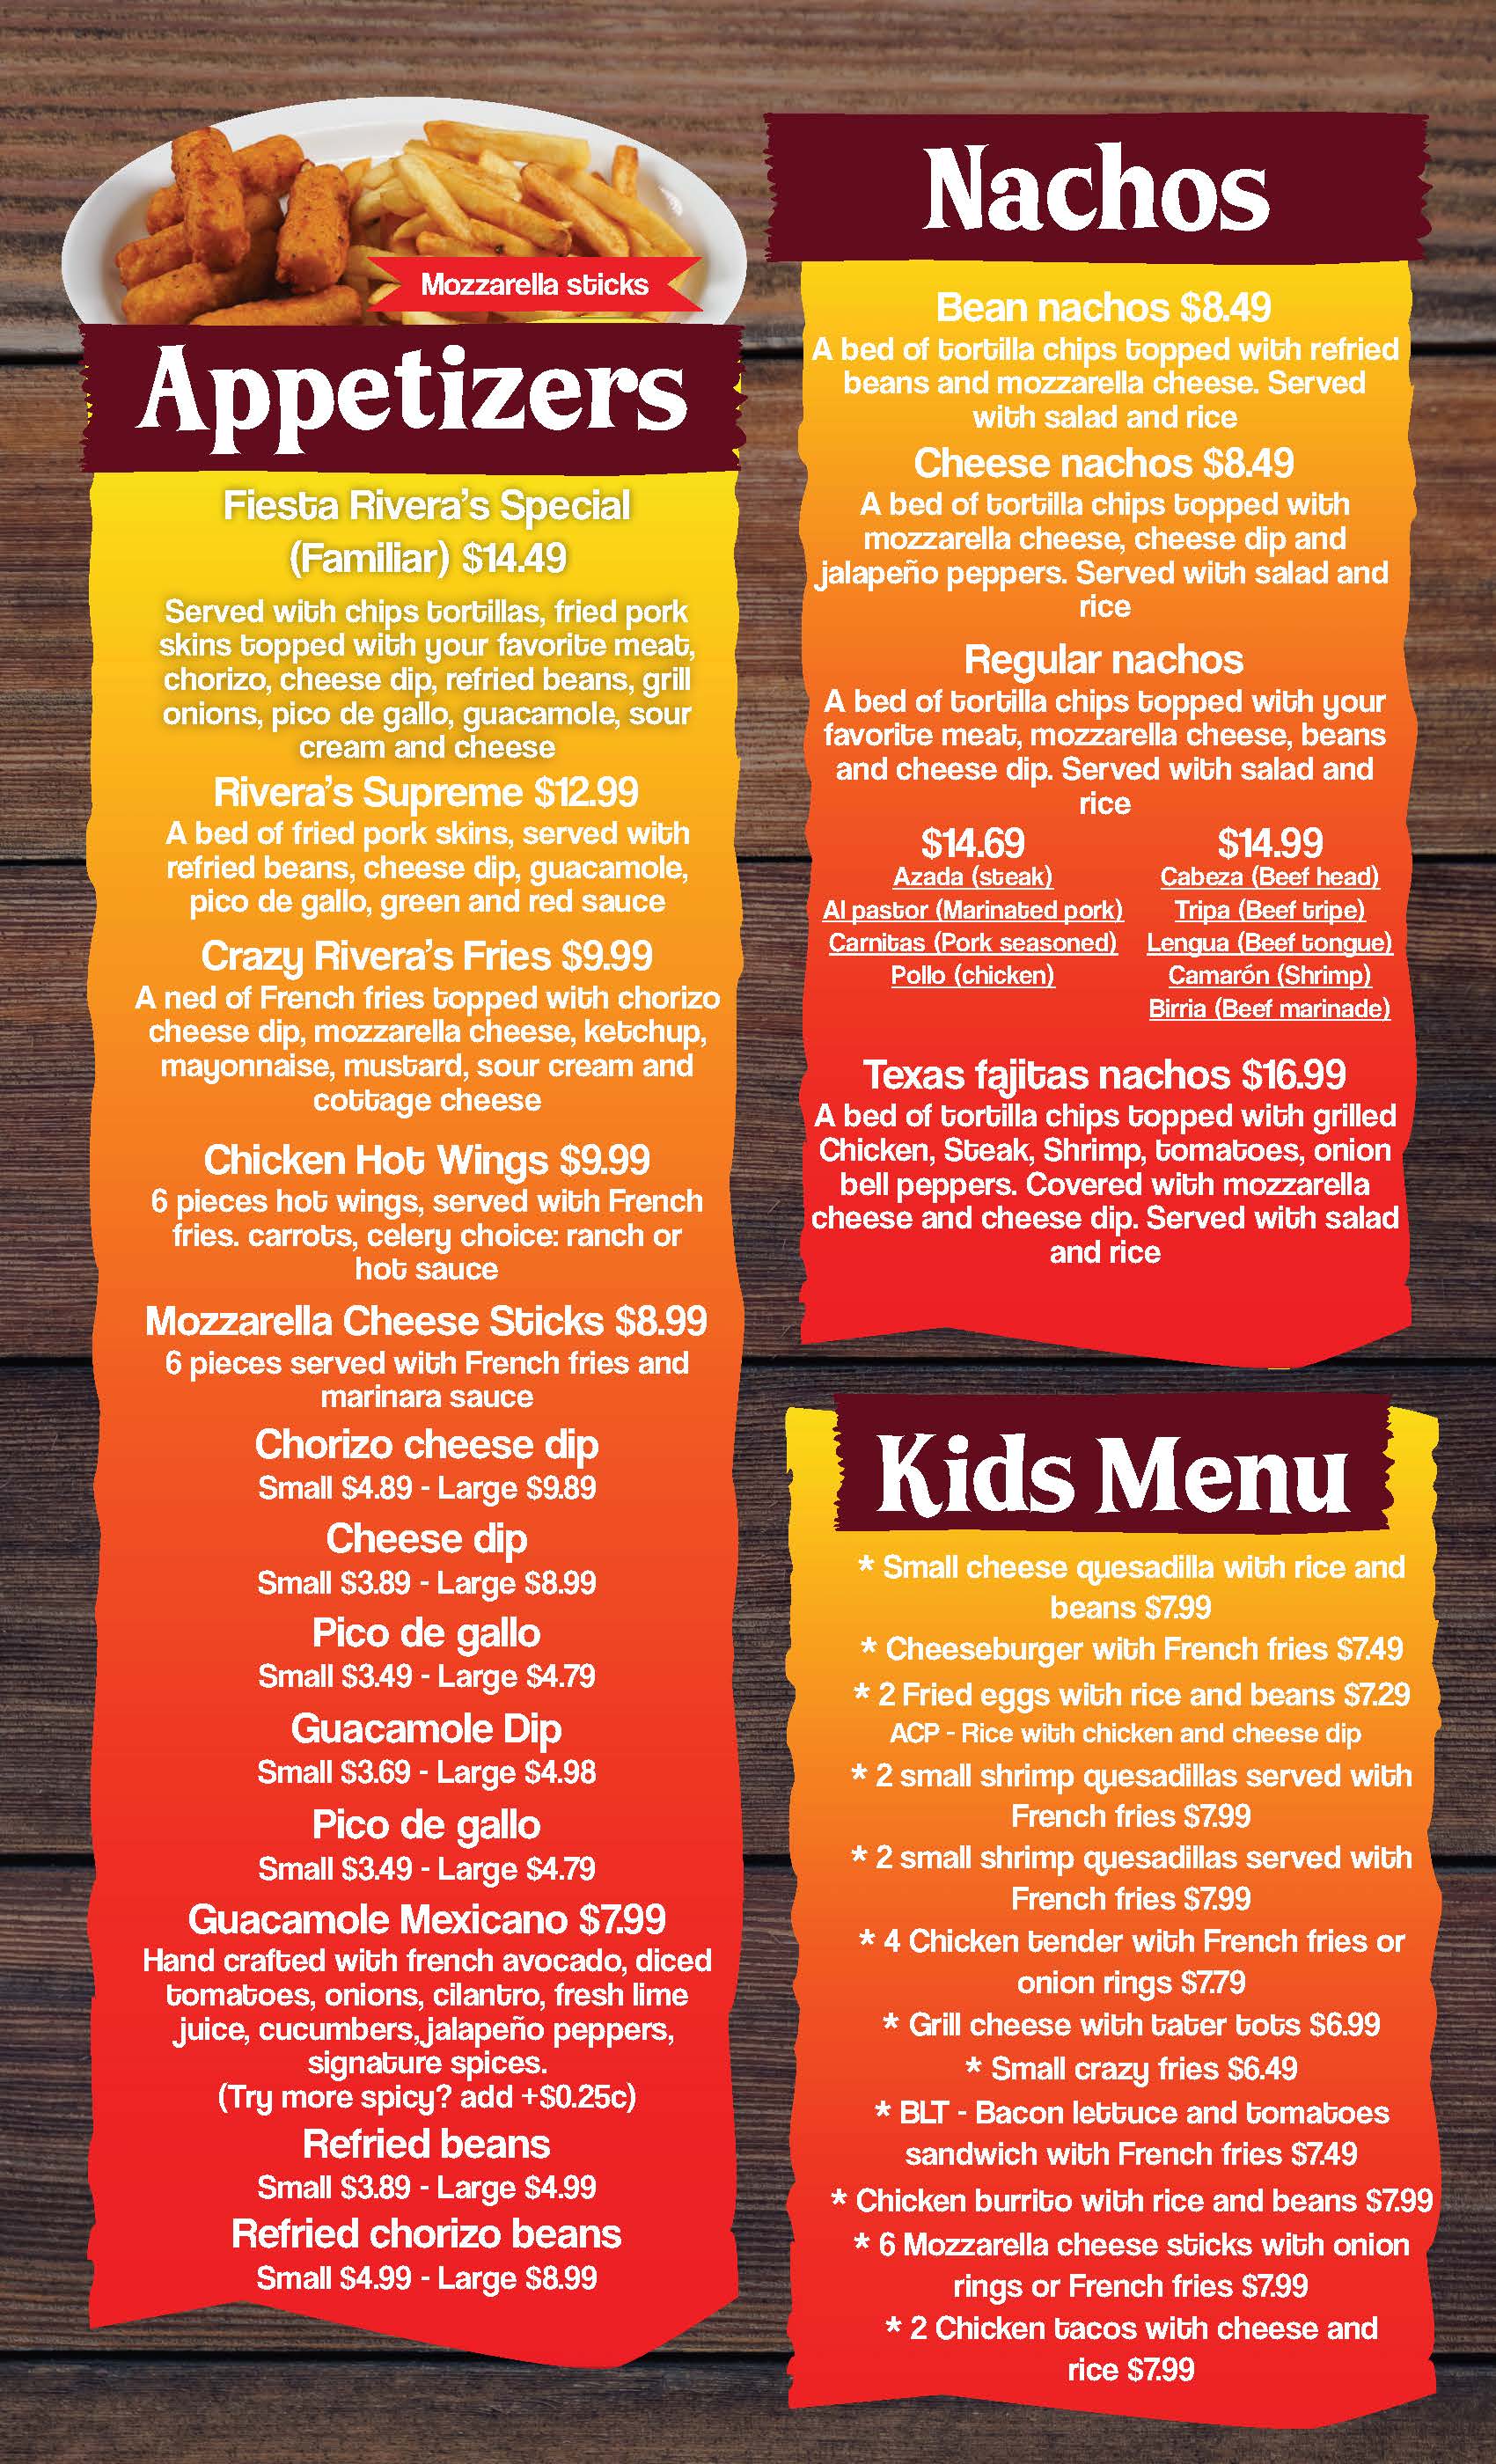 Mozzarella sticks
Appetizers
Fiesta Rivera's Special
(Familiar) $14.49
Served with chips tortillas, fried pork
skins topped with your favorite meat,
chorizo, cheese dip, refried beans, grill
onions, pico de gallo, guacamole, sour
cream and cheese
Rivera's Supreme $12.99
A bed of fried pork skins, served with
refried beans, cheese dip, guacamole,
pico de gallo, green and red sauce
Crazy Rivera's Fries $9.99
A ned of French fries topped with chorizo
cheese dip, mozzarella cheese, ketchup,
mayonnaise, mustard, sour cream and
cottage cheese
Chicken Hot Wings $9.99
6 pieces hot wings, served with French
fries. carrots, celery choice: ranch or
hot sauce
Mozzarella Cheese Sticks $8.99
6 pieces served with French fries and
marinara sauce
Chorizo cheese dip
Small $4.89 - Large $9.89
Cheese dip
Small $3.89 - Large $8.99
Pico de gallo
Small $3.49 - Large $4.79
Guacamole Dip
Small $3.69 - Large $4.98
Pico de gallo
Small $3.49 - Large $4.79
Guacamole Mexicano $7.99
Hand crafted with french avocado, diced
tomatoes, onions, cilantro, fresh lime
juice, cucumbers, jalapeño peppers,
signature spices.
(Try more spicy? add +$0.25c)
Refried beans
Small $3.89 - Large $4.99
Refried chorizo beans
Small $4.99 - Large $8.99
Nachos
Bean nachos $8.49
A bed of tortilla chips topped with refried
beans and mozzarella cheese. Served
with salad and rice
Cheese nachos $8.49
A bed of tortilla chips topped with
mozzarella cheese, cheese dip and
jalapeño peppers. Served with salad and
rice
Regular nachos
A bed of tortilla chips topped with your
favorite meat, mozzarella cheese, beans
and cheese dip. Served with salad and
rice
$14.69
Azada (steak)
Al pastor (Marinated pork)
Carnitas (Pork seasoned)
Pollo (chicken)
$14.99
Cabeza (Beef head)
Tripa (Beef tripe)
Lengua (Beef tongue)
Camarón (Shrimp)
Birria (Beef marinade)
Texas fajitas nachos $16.99
A bed of tortilla chips topped with grilled
Chicken, Steak, Shrimp, tomatoes, onion
bell peppers. Covered with mozzarella
cheese and cheese dip. Served with salad
and rice
Kids Menu
* Small cheese quesadilla with rice and
beans $7.99
* Cheeseburger with French fries $7.49
* 2 Fried eggs with rice and beans $7.29
ACP - Rice with chicken and cheese dip
* 2 small shrimp quesadillas served with
French fries $7.99
* 2 small shrimp quesadillas served with
French fries $7.99
* 4 Chicken tender with French fries or
onion rings $7.79
* Grill cheese with tater tots $6.99
* Small crazy fries $6.49
* BLT - Bacon lettuce and tomatoes
sandwich with French fries $7.49
* Chicken burrito with rice and beans $7.99
* 6 Mozzarella cheese sticks with onion
rings or French fries $7.99
* 2 Chicken tacos with cheese and
rice $7.99